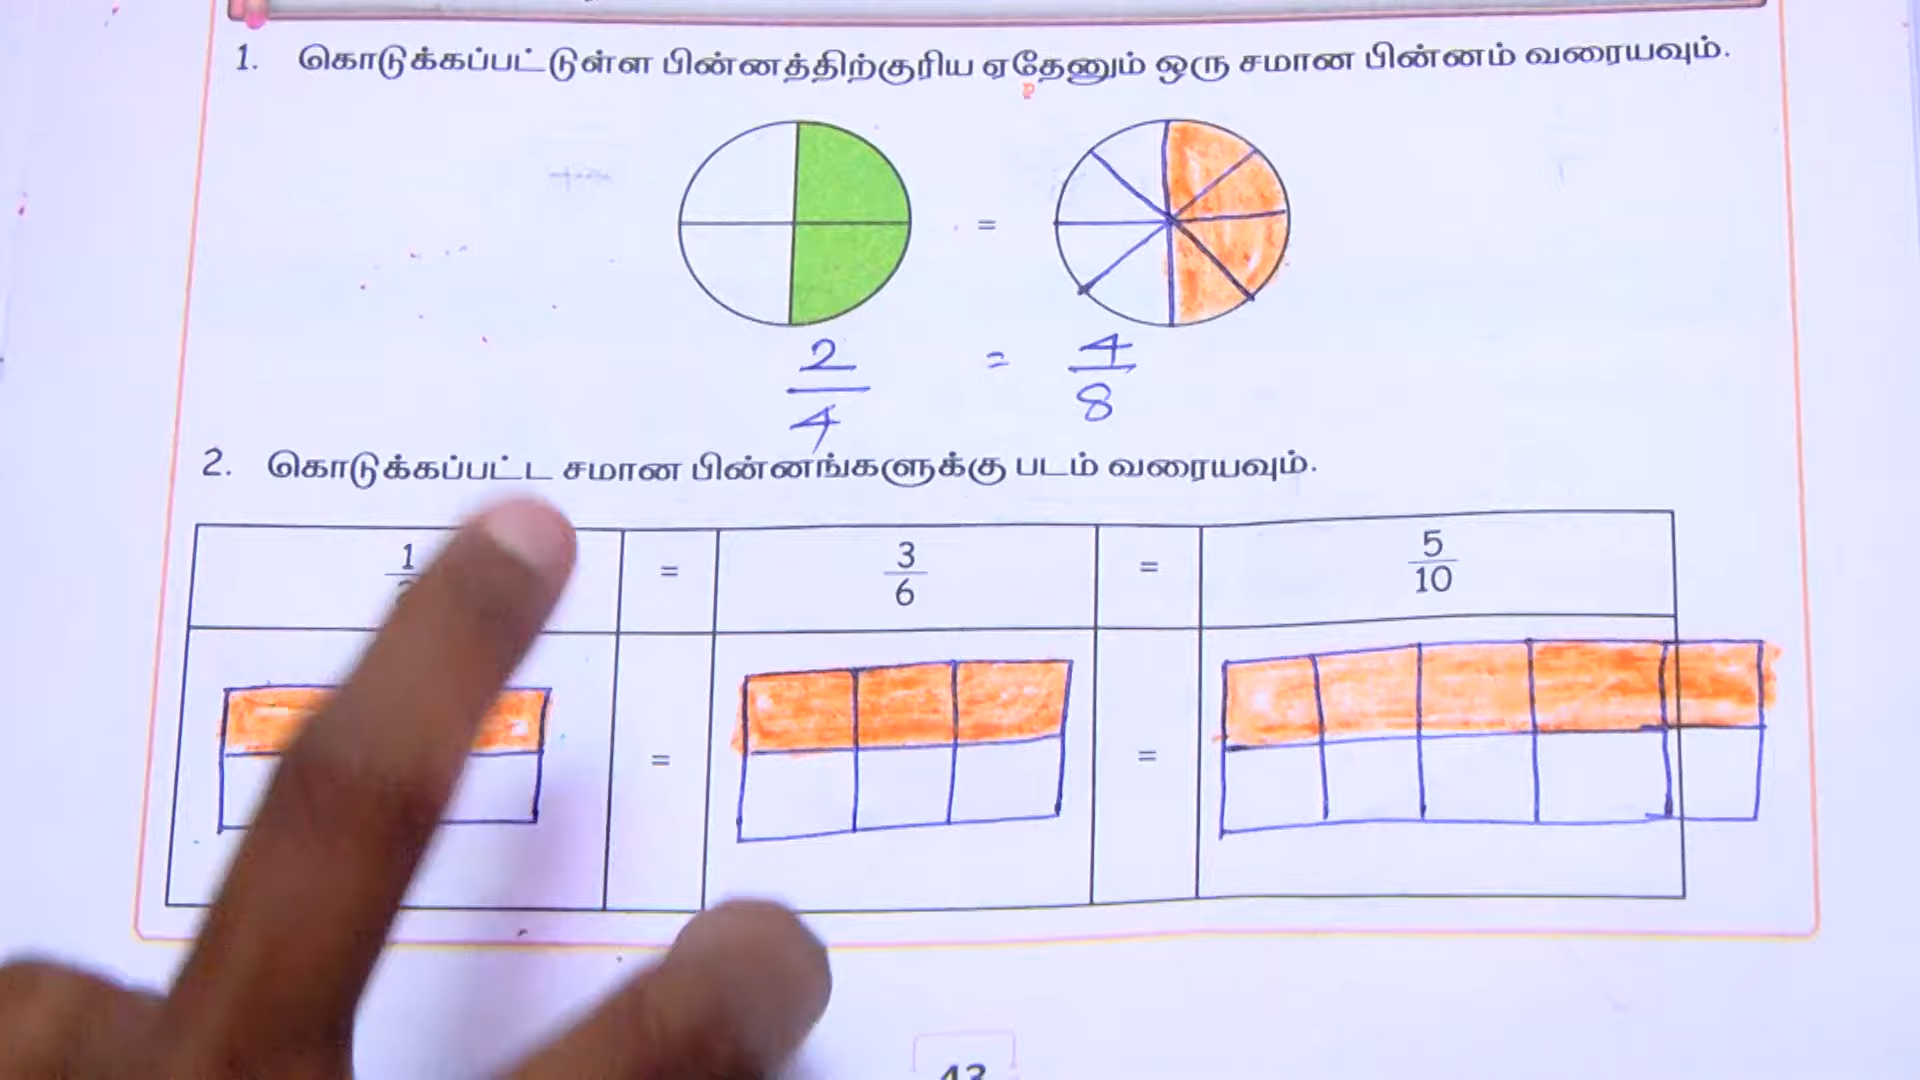 1. கொடுக்கப்பட்டுள்ள பின்னத்திற்குரிய ஏதேனும் ஒரு சமான பின்னம் வரையவும்.
=
2/4 = 4/8
2. கொடுக்கப்பட்ட சமான பின்னங்களுக்கு படம் வரையவும்.
1 = 3/6 = 5/10
= =